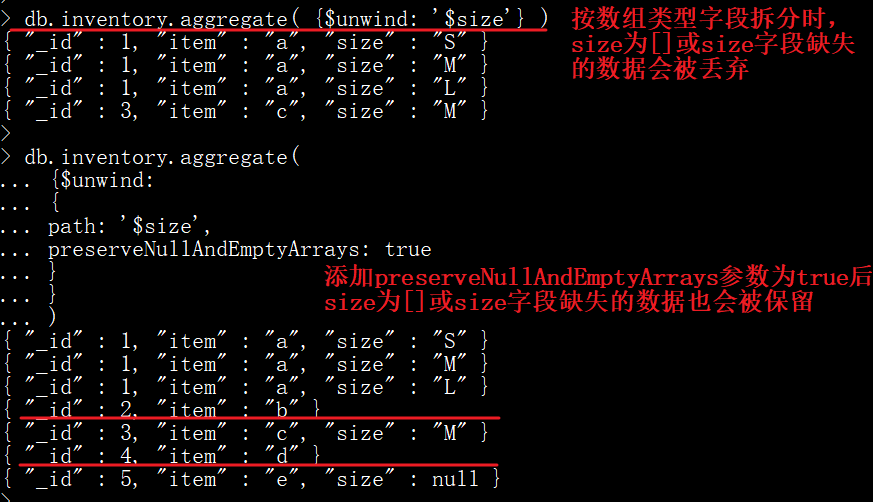 > db.inventory.aggregate( {$unwind: '$size'} )
按数组类型字段拆分时，
{ "_id" : 1, "item" : "a", "size" : "S" }
size为[]或size字段缺失
{ "_id" : 1, "item" : "a", "size" : "M" }
的数据会被丢弃
{ "_id" : 1, "item" : "a", "size" : "L" }
{ "_id" : 3, "item" : "c", "size" : "M" }
>
> db.inventory.aggregate(
... {$unwind:
... {
... path: '$size',
... preserveNullAndEmptyArrays: true
... }
... }
添加preserveNullAndEmptyArrays参数为true后
... )
size为[]或size字段缺失的数据也会被保留
{ "_id" : 1, "item" : "a", "size" : "S" }
{ "_id" : 1, "item" : "a", "size" : "M" }
{ "_id" : 1, "item" : "a", "size" : "L" }
{ "_id" : 2, "item" : "b" }
{ "_id" : 3, "item" : "c", "size" : "M" }
{ "_id" : 4, "item" : "d" }
{ "_id" : 5, "item" : "e", "size" : null }
>